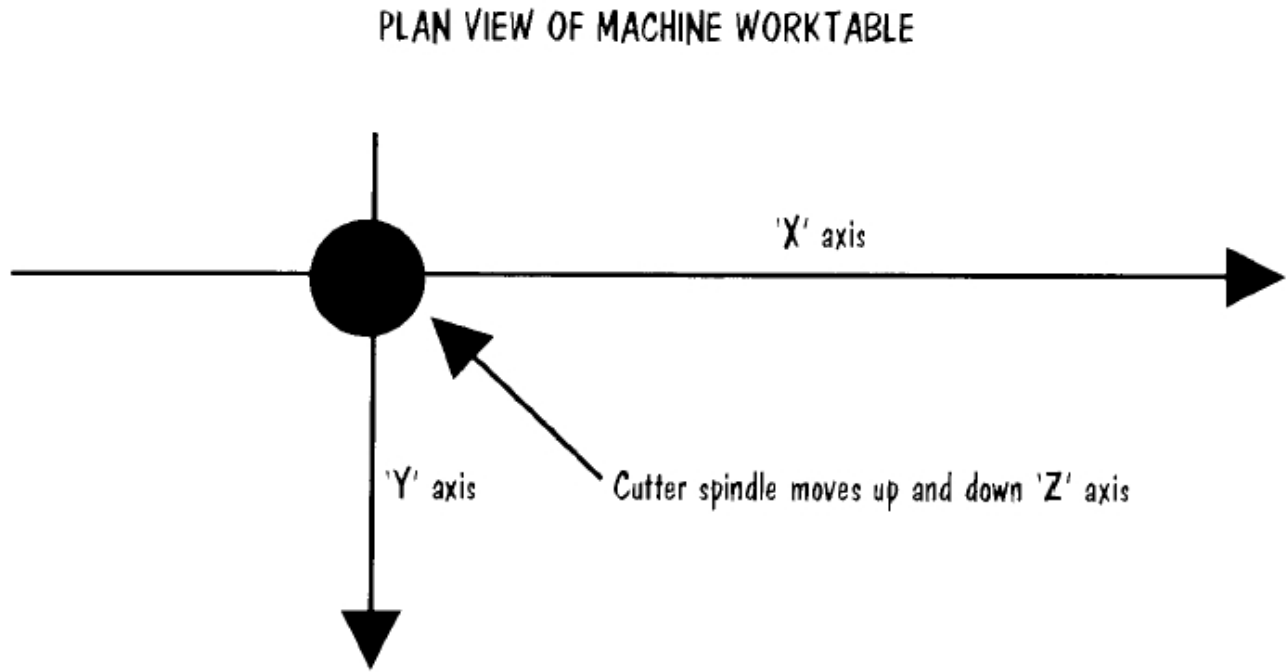 PLAN VIEW OF MACHINE WORKTABLE
'X' axis
'Y' axis
Cutter spindle moves up and down 'Z' axis